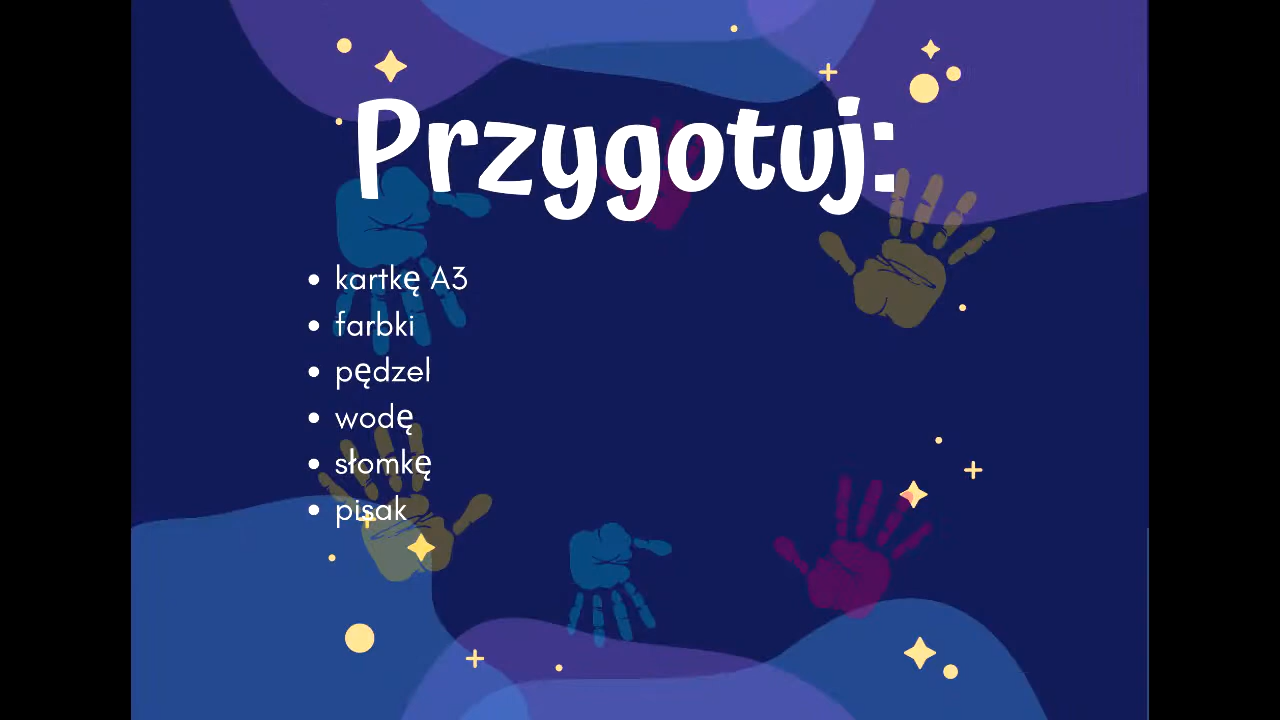 Przygotuj:
• kartkę A3
• farbki
• pędzel
• wodę
• słomkę
• pisak